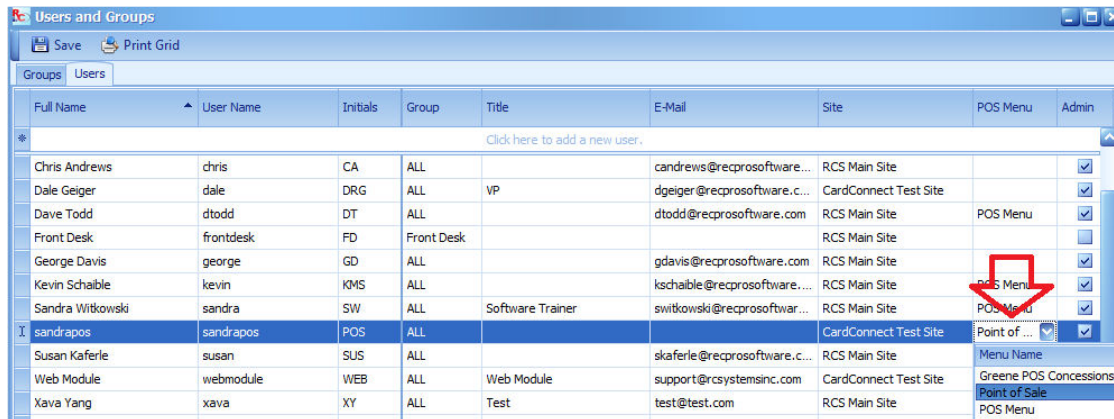 Rc Users and Groups
Save Print Grid
Groups Users
Full Name User Name Initials Group Title E-Mail Site POS Menu Admin
Click here to add a new user.
Chris Andrews chris CA ALL candrews@recprosoftware... RCS Main Site
Dale Geiger dale DRG ALL VP dgeiger@recprosoftware.c... CardConnect Test Site
Dave Todd dtodd DT ALL dtodd@recprosoftware.com RCS Main Site POS Menu
Front Desk frontdesk FD Front Desk RCS Main Site
George Davis george GD ALL gdavis@recprosoftware.com RCS Main Site
Kevin Schaible kevin KMS ALL kschaible@recprosoftware... RCS Main Site POS Menu
Sandra Witkowski sandra SW ALL Software Trainer switkowski@recprosoftwar... RCS Main Site POS Menu
sandrapos sandrapos POS ALL CardConnect Test Site Point of ...
Susan Kaferle susan SUS ALL skaferle@recprosoftware.c... RCS Main Site Menu Name
Web Module webmodule WEB ALL Web Module support@rcsystemsinc.com CardConnect Test Site Greene POS Concessions
Point of Sale
Xava Yang xava XY ALL Test test@test.com RCS Main Site POS Menu